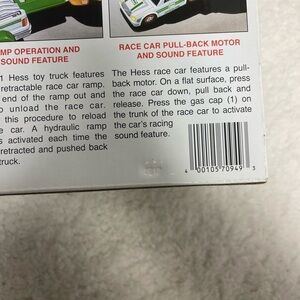 MP OPERATION AND
SOUND FEATURE
1 Hess toy truck features
retractable race car ramp.
end of the ramp out and
o unload the race car.
this procedure to reload
car. A hydraulic ramp
s activated each time the
retracted and pushed back
truck.
RACE CAR PULL-BACK MOTOR
AND SOUND FEATURE
The Hess race car features a pull-
back motor. On a flat surface, press
the race car down, pull back and
release. Press the gas cap (1) on
the trunk of the race car to activate
the car's racing
sound feature.
4 00105 70949 3